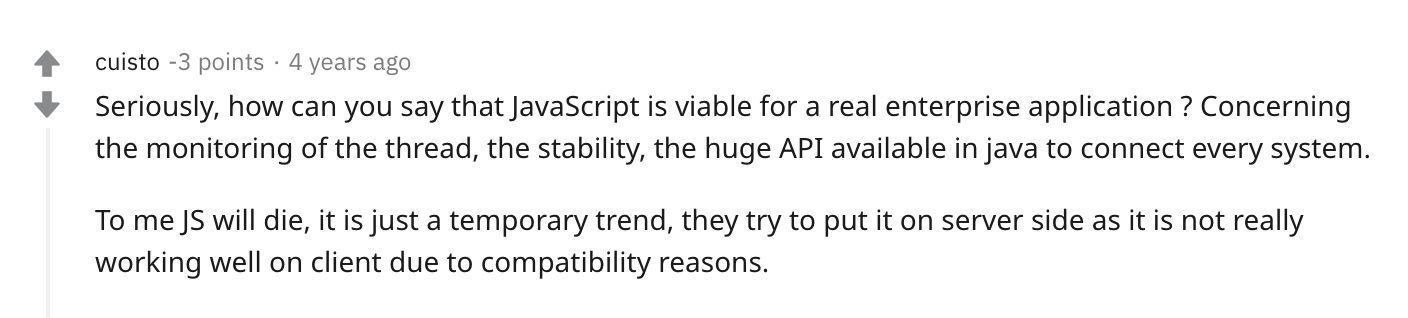 cuisto -3 points · 4 years ago
Seriously, how can you say that JavaScript is viable for a real enterprise application ? Concerning
the monitoring of the thread, the stability, the huge API available in java to connect every system.
To me JS will die, it is just a temporary trend, they try to put it on server side as it is not really
working well on client due to compatibility reasons.